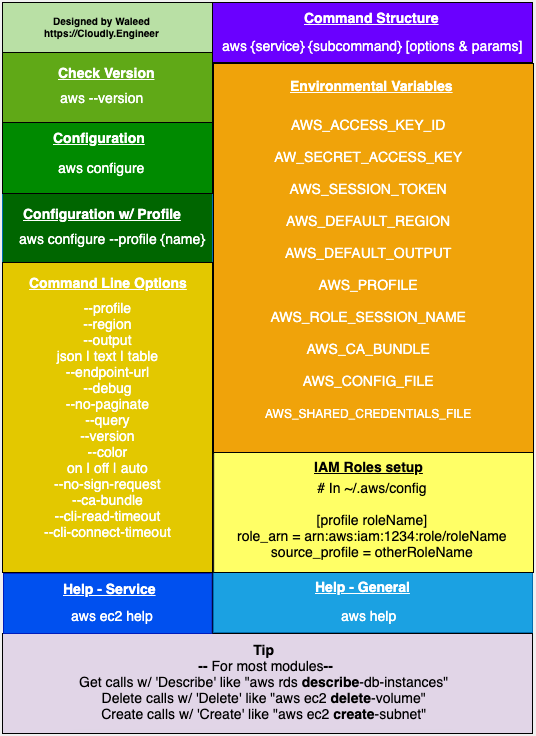 Designed by Waleed
https://Cloudly.Engineer
Check Version
aws --version
Configuration
aws configure
Configuration w/ Profile
aws configure --profile {name}
Command Line Options
--profile
--region
--output
json | text | table
--endpoint-url
--debug
--no-paginate
--query
--version
--color
on | off | auto
--no-sign-request
--ca-bundle
--cli-read-timeout
--cli-connect-timeout
Command Structure
aws {service} {subcommand} [options & params]
Environmental Variables
AWS_ACCESS_KEY_ID
AW_SECRET_ACCESS_KEY
AWS_SESSION_TOKEN
AWS_DEFAULT_REGION
AWS_DEFAULT_OUTPUT
AWS_PROFILE
AWS_ROLE_SESSION_NAME
AWS_CA_BUNDLE
AWS_CONFIG_FILE
AWS_SHARED_CREDENTIALS_FILE
IAM Roles setup
# In ~/.aws/config
[profile roleName]
role_arn = arn:aws:iam:1234:role/roleName
source_profile = otherRoleName
Help - Service
aws ec2 help
Help - General
aws help
Tip
-- For most modules--
Get calls w/ 'Describe' like "aws rds describe-db-instances"
Delete calls w/ 'Delete' like "aws ec2 delete-volume"
Create calls w/ 'Create' like "aws ec2 create-subnet"